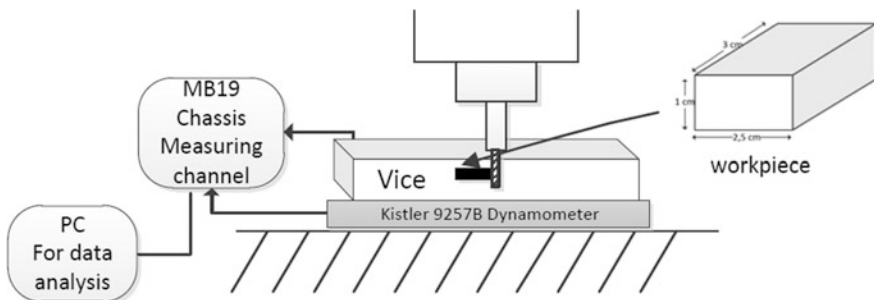 MB19
Chassis
Measuring
channel
PC
For data
analysis
Vice
Kistler 9257B Dynamometer
3 cm
1 cm
2,5 cm
workpiece